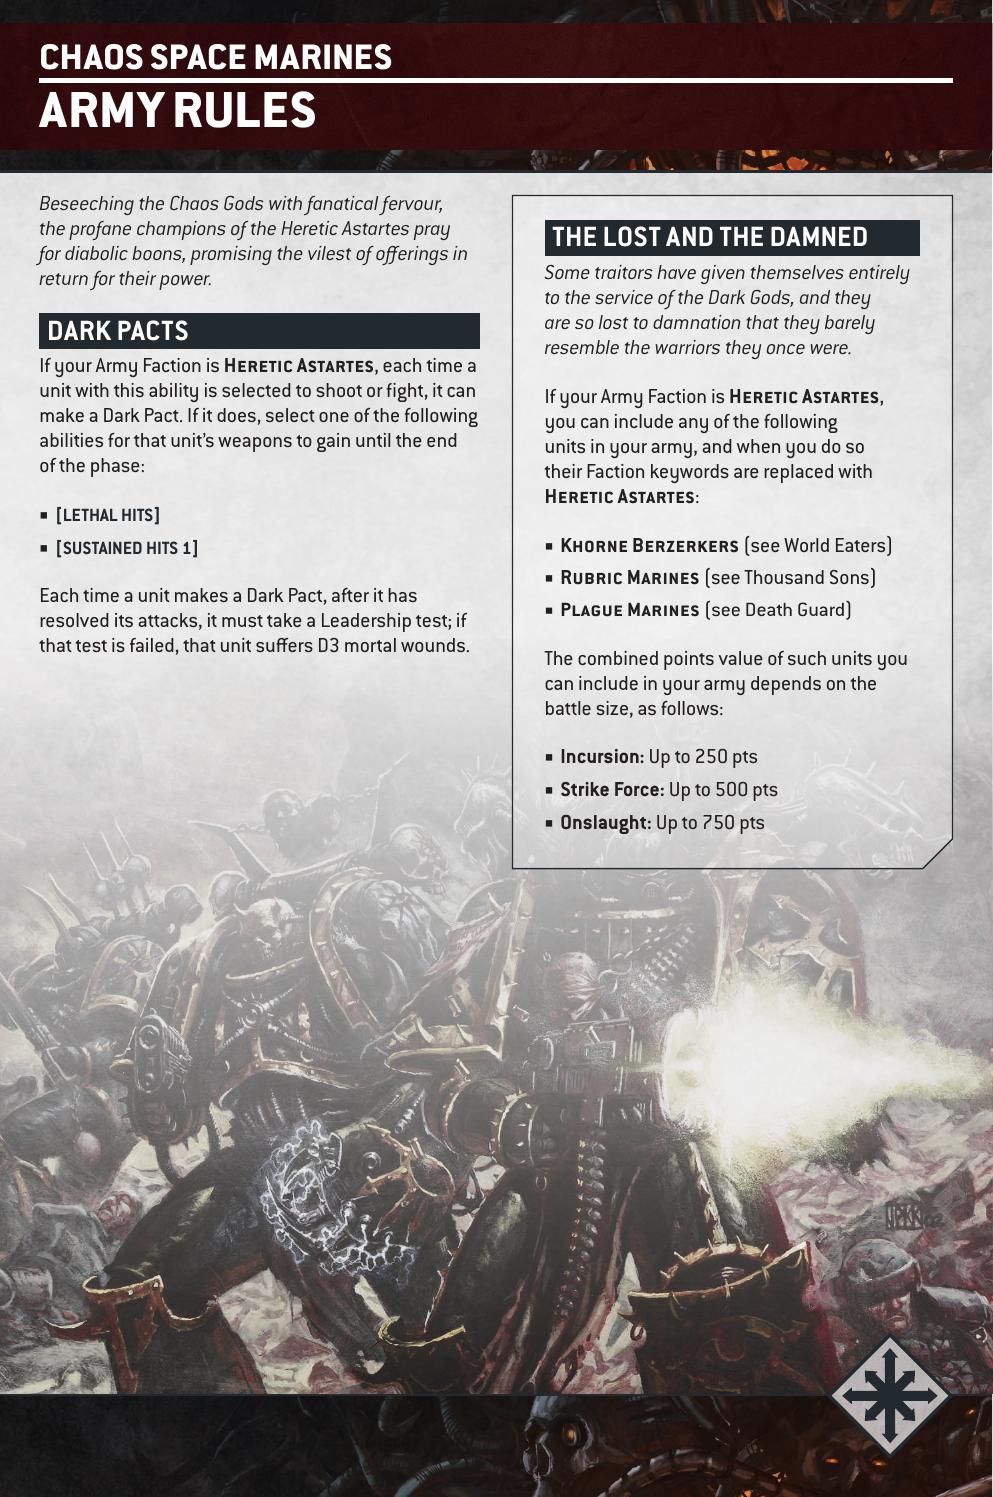 CHAOS SPACE MARINES
ARMY RULES
Beseeching the Chaos Gods with fanatical fervour,
the profane champions of the Heretic Astartes pray
for diabolic boons, promising the vilest of offerings in
return for their power.
DARK PACTS
If your Army Faction is HERETIC ASTARTES, each time a
unit with this ability is selected to shoot or fight, it can
make a Dark Pact. If it does, select one of the following
abilities for that unit's weapons to gain until the end
of the phase:
▪ [LETHAL HITS]
▪ [SUSTAINED HITS 1]
Each time a unit makes a Dark Pact, after it has
resolved its attacks, it must take a Leadership test; if
that test is failed, that unit suffers D3 mortal wounds.
THE LOST AND THE DAMNED
Some traitors have given themselves entirely
to the service of the Dark Gods, and they
are so lost to damnation that they barely
resemble the warriors they once were.
If your Army Faction is HERETIC ASTARTES,
you can include any of the following
units in your army, and when you do so
their Faction keywords are replaced with
HERETIC ASTARTES:
▪ KHORNE BERZERKERS (see World Eaters)
▪ RUBRIC MARINES (see Thousand Sons)
▪ PLAGUE MARINES (see Death Guard)
The combined points value of such units you
can include in your army depends on the
battle size, as follows:
▪ Incursion: Up to 250 pts
▪ Strike Force: Up to 500 pts
▪ Onslaught: Up to 750 pts